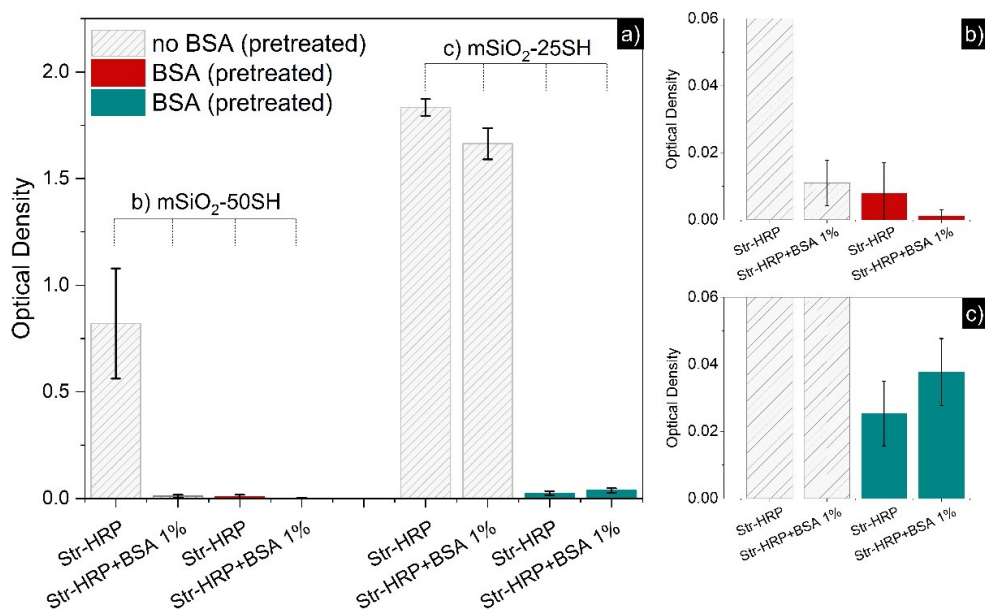 a)
no BSA (pretreated)
BSA (pretreated)
BSA (pretreated)
c) mSiO₂-25SH
b) mSiO₂-50SH
Optical Density
2.0
1.5
1.0
0.5
0.0
Str-HRP
Str-HRP+BSA 1%
Str-HRP
Str-HRP+BSA 1%
Str-HRP
Str-HRP+BSA 1%
Str-HRP
Str-HRP+BSA 1%
b)
Optical Density
0.06
0.04
0.02
0.00
Str-HRP
Str-HRP+BSA 1%
Str-HRP
Str-HRP+BSA 1%
c)
Optical Density
0.06
0.04
0.02
0.00
Str-HRP
Str-HRP+BSA 1%
Str-HRP
Str-HRP+BSA 1%